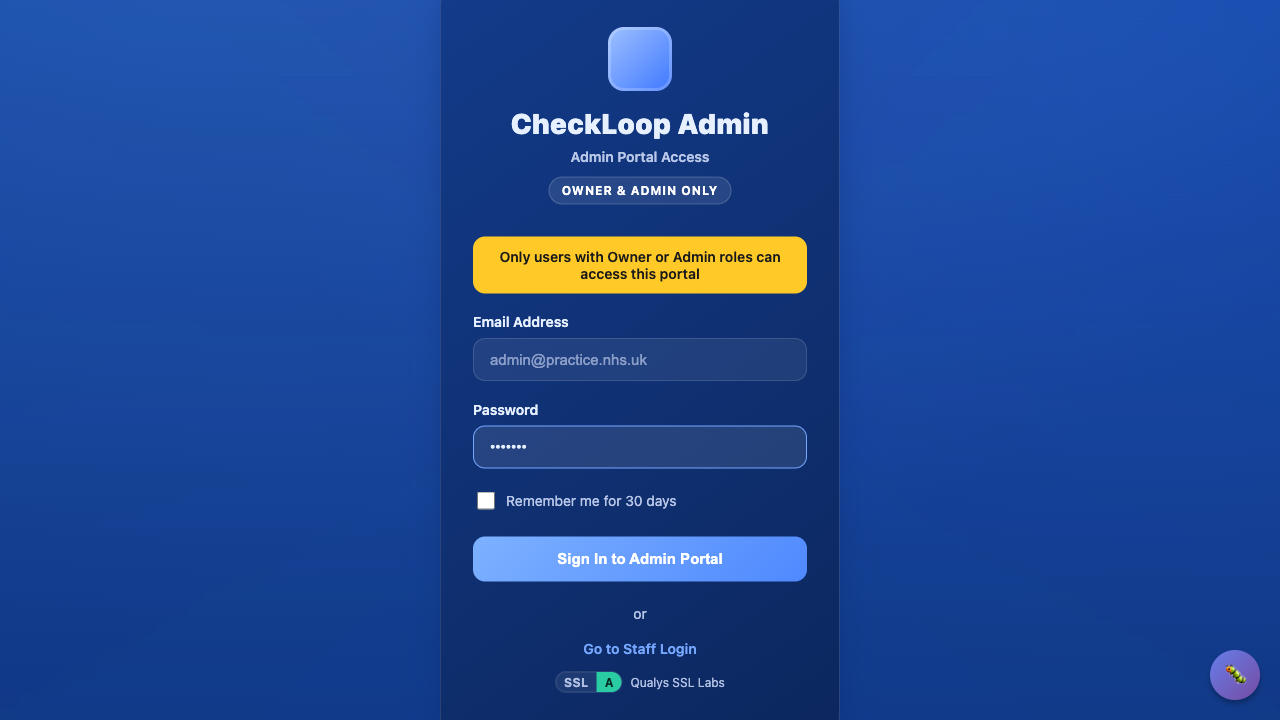 CheckLoop Admin
Admin Portal Access
OWNER & ADMIN ONLY
Only users with Owner or Admin roles can
access this portal
Email Address
admin@practice.nhs.uk
Password
•••••••
Remember me for 30 days
Sign In to Admin Portal
or
Go to Staff Login
SSL A Qualys SSL Labs